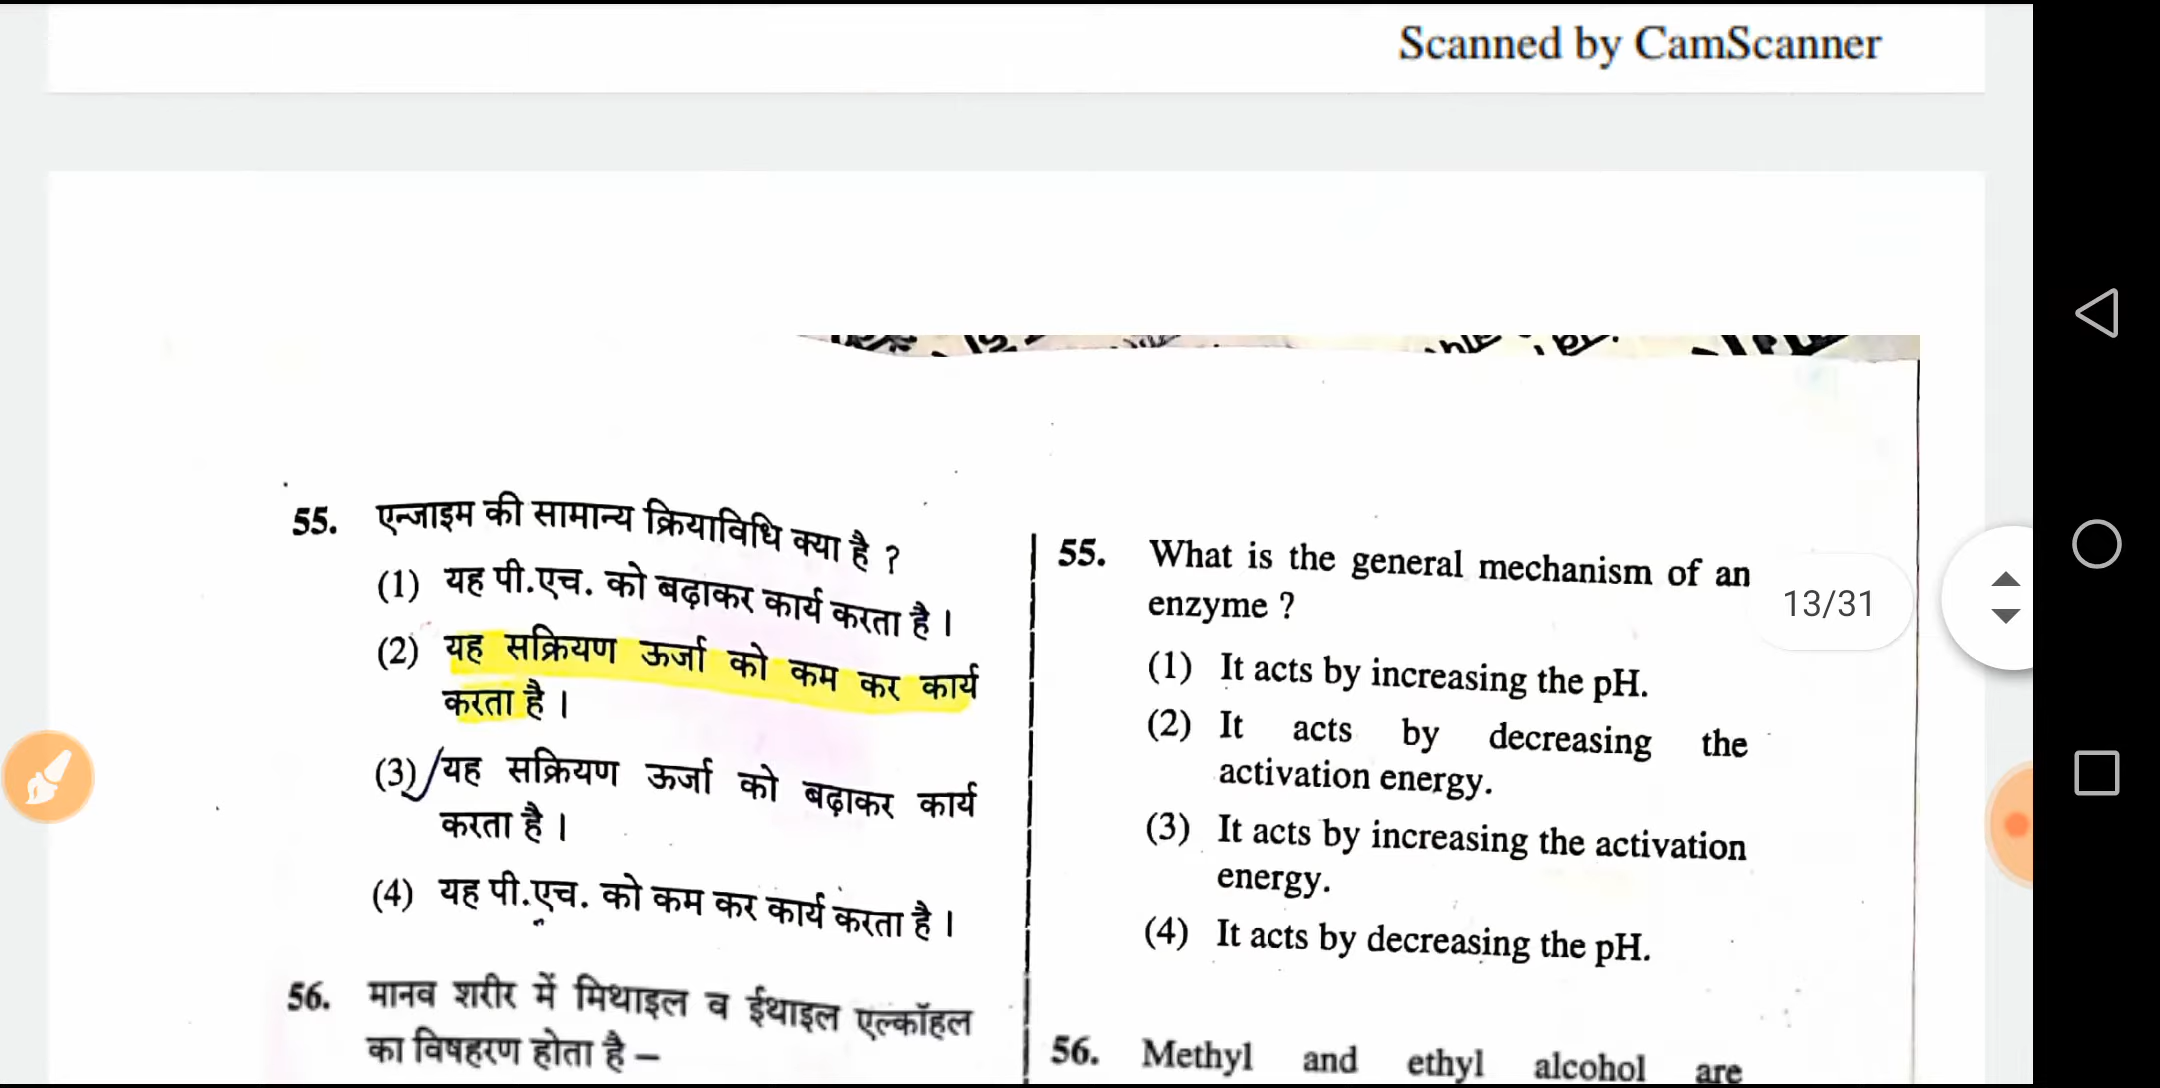 Scanned by CamScanner
55. एन्जाइम की सामान्य क्रियाविधि क्या है ?
(1) यह पी.एच. को बढ़ाकर कार्य करता है ।
(2) यह सक्रियण ऊर्जा को कम कर कार्य
करता है ।
(3) यह सक्रियण ऊर्जा को बढ़ाकर कार्य
करता है ।
(4) यह पी.एच. को कम कर कार्य करता है ।
56. मानव शरीर में मिथाइल व ईथाइल एल्कॉहल
का विषहरण होता है –
55. What is the general mechanism of an
enzyme ?
(1) It acts by increasing the pH.
(2) It acts by decreasing the
activation energy.
(3) It acts by increasing the activation
energy.
(4) It acts by decreasing the pH.
56. Methyl and ethyl alcohol are
13/31